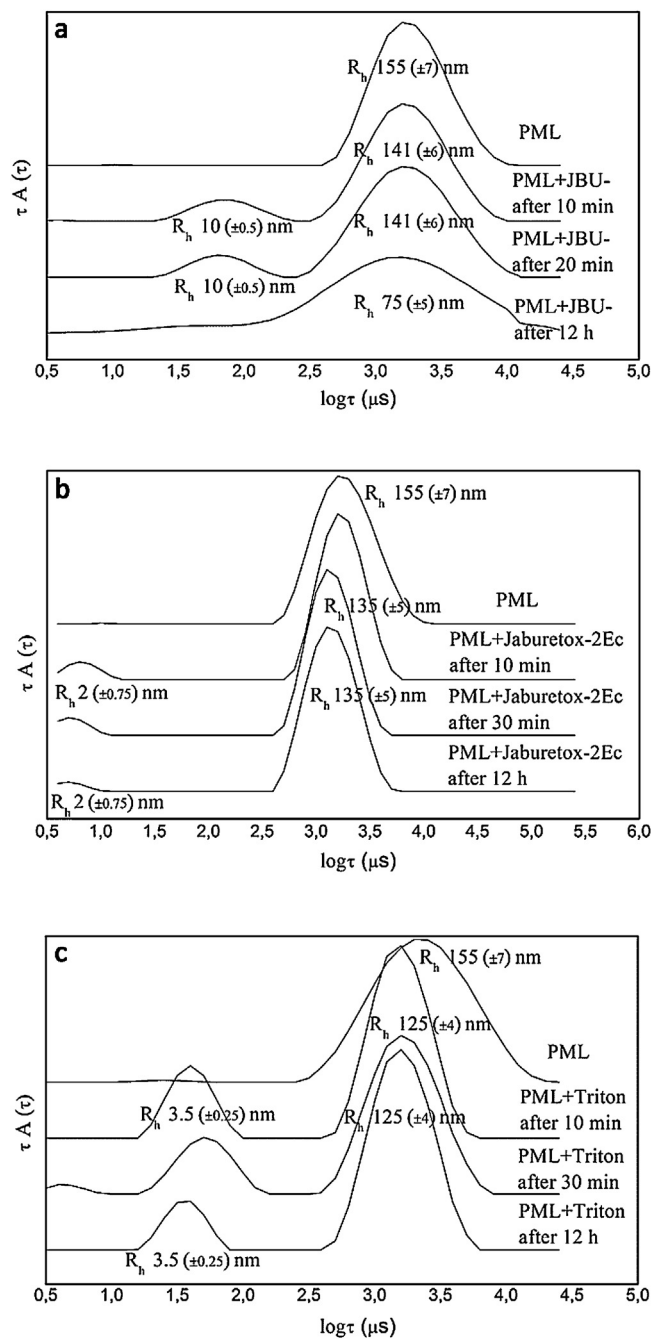 a
R_h 155 (±7) nm
PML
R_h 141 (±6) nm
PML+JBU-
after 10 min
R_h 10 (±0.5) nm
R_h 141 (±6) nm
PML+JBU-
after 20 min
R_h 10 (±0.5) nm
R_h 75 (±5) nm
PML+JBU-
after 12 h
0,5 1,0 1,5 2,0 2,5 3,0 3,5 4,0 4,5 5,0
logτ (μs)
τ A (τ)
b
R_h 155 (±7) nm
PML
R_h 135 (±5) nm
PML+Jaburetox-2Ec
after 10 min
R_h 2 (±0.75) nm
R_h 135 (±5) nm
PML+Jaburetox-2Ec
after 30 min
PML+Jaburetox-2Ec
after 12 h
R_h 2 (±0.75) nm
0,5 1,0 1,5 2,0 2,5 3,0 3,5 4,0 4,5 5,0 5,5 6,0
logτ (μs)
τ A (τ)
c
R_h 155 (±7) nm
R_h 125 (±4) nm
PML
R_h 3.5 (±0.25) nm
R_h 125 (±4) nm
PML+Triton
after 10 min
PML+Triton
after 30 min
PML+Triton
after 12 h
R_h 3.5 (±0.25) nm
0,5 1,0 1,5 2,0 2,5 3,0 3,5 4,0 4,5 5,0
logτ (μs)
τ A (τ)